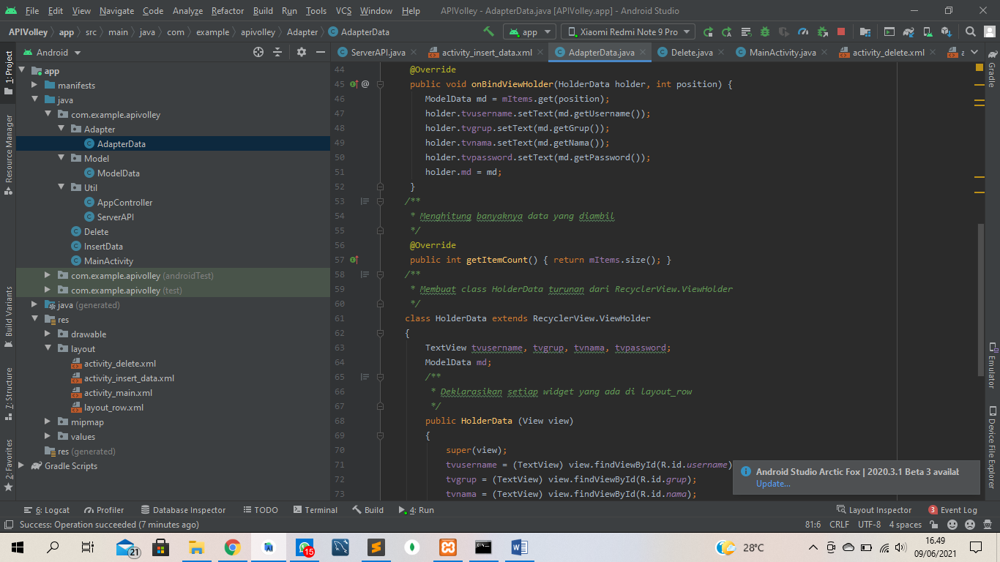 File Edit View Navigate Code Analyze Refactor Build Run Tools VCS Window Help APIVolley - AdapterData.java [APIVolley.app] - Android Studio
APIVolley app src main java com example apivolley Adapter AdapterData app Xiaomi Redmi Note 9 Pro
Android ServerAPI.java activity_insert_data.xml AdapterData.java Delete.java MainActivity.java activity_delete.xml a
1: Project
Resource Manager
Build Variants
7: Structure
2: Favorites
app
manifests
java
com.example.apivolley
Adapter
AdapterData
Model
ModelData
Util
AppController
ServerAPI
Delete
InsertData
MainActivity
com.example.apivolley (androidTest)
com.example.apivolley (test)
java (generated)
res
drawable
layout
activity_delete.xml
activity_insert_data.xml
activity_main.xml
layout_row.xml
mipmap
values
res (generated)
Gradle Scripts
44 @Override
45 @ public void onBindViewHolder(HolderData holder, int position) {
46 ModelData md = mItems.get(position);
47 holder.tvusername.setText(md.getUsername());
48 holder.tvgrup.setText(md.getGrup());
49 holder.tvnama.setText(md.getNama());
50 holder.tvpassword.setText(md.getPassword());
51 holder.md = md;
52 }
53 /**
54 * Menghitung banyaknya data yang diambil
55 */
56 @Override
57 public int getItemCount() { return mItems.size(); }
58 /**
59 * Membuat class HolderData turunan dari RecyclerView.ViewHolder
60 */
61 class HolderData extends RecyclerView.ViewHolder
62 {
63 TextView tvusername, tvgrup, tvnama, tvpassword;
64 ModelData md;
65 /**
66 * Deklarasikan setiap widget yang ada di layout_row
67 */
68 public HolderData (View view)
69 {
70 super(view);
71 tvusername = (TextView) view.findViewById(R.id.username)
72 tvgrup = (TextView) view.findViewById(R.id.grup);
73 tvnama = (TextView) view.findViewById(R.id.nama);
Gradle
Emulator
Device File Explorer
Android Studio Arctic Fox | 2020.3.1 Beta 3 availal
Update...
6: Logcat Profiler Database Inspector TODO Terminal Build 4: Run Layout Inspector 3 Event Log
Success: Operation succeeded (7 minutes ago) 81:6 CRLF UTF-8 4 spaces
21 15 28°C 16.49
09/06/2021